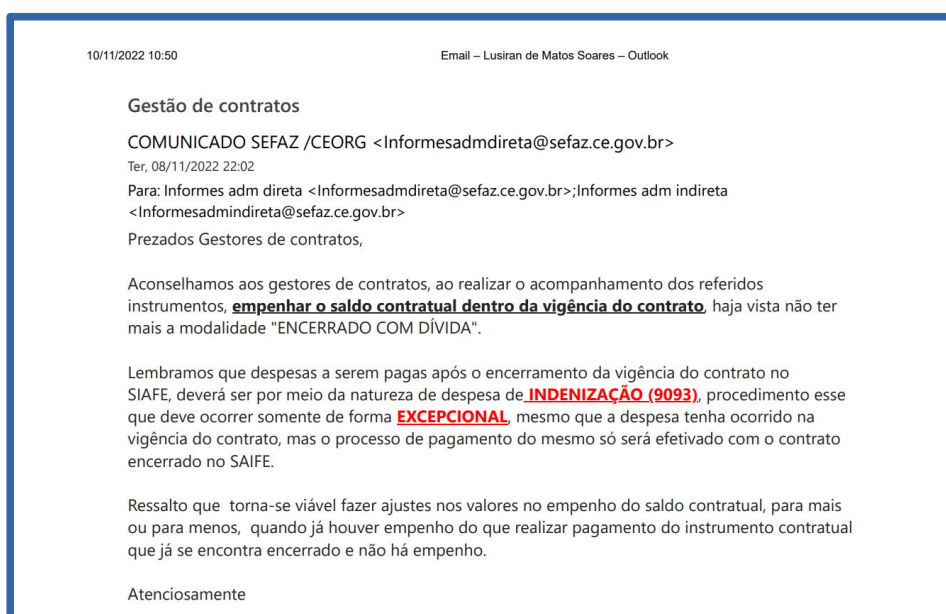 10/11/2022 10:50 Email – Lusiran de Matos Soares – Outlook
Gestão de contratos
COMUNICADO SEFAZ /CEORG <Informesadmdireta@sefaz.ce.gov.br>
Ter, 08/11/2022 22:02
Para: Informes adm direta <Informesadmdireta@sefaz.ce.gov.br>;Informes adm indireta
<Informesadmindireta@sefaz.ce.gov.br>
Prezados Gestores de contratos,
Aconselhamos aos gestores de contratos, ao realizar o acompanhamento dos referidos
instrumentos, empenhar o saldo contratual dentro da vigência do contrato, haja vista não ter
mais a modalidade "ENCERRADO COM DÍVIDA".
Lembramos que despesas a serem pagas após o encerramento da vigência do contrato no
SIAFE, deverá ser por meio da natureza de despesa de INDENIZAÇÃO (9093), procedimento esse
que deve ocorrer somente de forma EXCEPCIONAL, mesmo que a despesa tenha ocorrido na
vigência do contrato, mas o processo de pagamento do mesmo só será efetivado com o contrato
encerrado no SAIFE.
Ressalto que torna-se viável fazer ajustes nos valores no empenho do saldo contratual, para mais
ou para menos, quando já houver empenho do que realizar pagamento do instrumento contratual
que já se encontra encerrado e não há empenho.
Atenciosamente